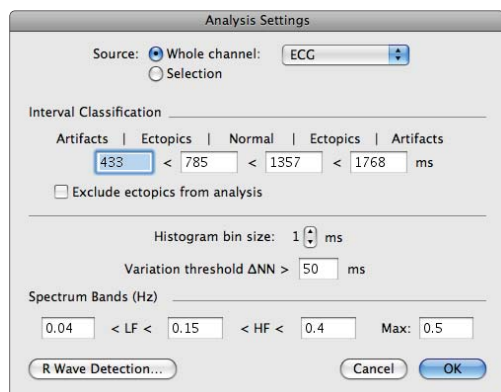 Analysis Settings
Source: Whole channel: ECG
Selection
Interval Classification
Artifacts | Ectopics | Normal | Ectopics | Artifacts
433 < 785 < 1357 < 1768 ms
Exclude ectopics from analysis
Histogram bin size: 1 ms
Variation threshold ΔNN > 50 ms
Spectrum Bands (Hz)
0.04 < LF < 0.15 < HF < 0.4 Max: 0.5
R Wave Detection... Cancel OK